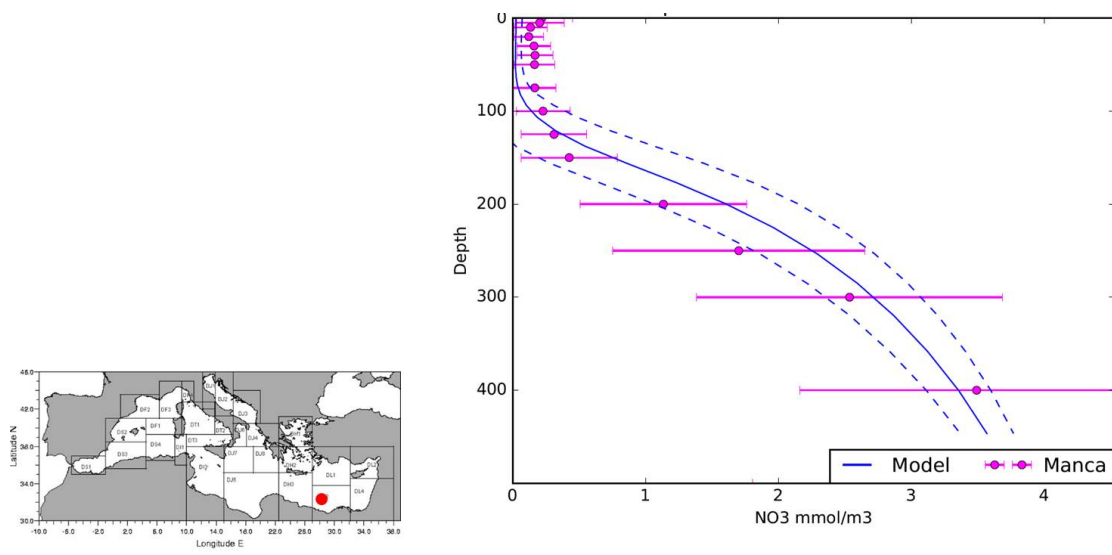 0
100
200
300
400
Depth
0 1 2 3 4
NO3 mmol/m3
Model Manca
46.0
42.0
38.0
34.0
30.0
Latitude N
-10.0 -6.0 -2.0 2.0 6.0 10.0 14.0 18.0 22.0 26.0 30.0 34.0 38.0
Longitude E
DF2 DF3
DJ2
DJ3
DS2 DF1 DT1
DT2
DJ4
DS1 DS3 DS4 DI3 DT3
DI1 DJ7 DJ8
DH2
DH3
DL1
DL2
DL4